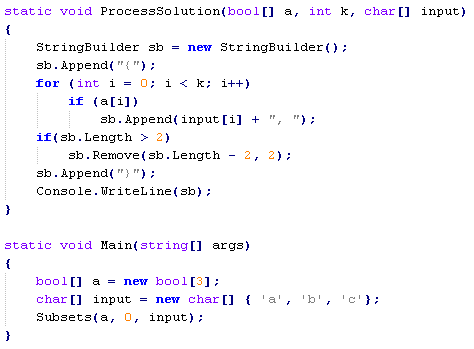 static void ProcessSolution(bool[] a, int k, char[] input)
{
    StringBuilder sb = new StringBuilder();
    sb.Append("{");
    for (int i = 0; i < k; i++)
        if (a[i])
            sb.Append(input[i] + ", ");
    if(sb.Length > 2)
        sb.Remove(sb.Length - 2, 2);
    sb.Append("}");
    Console.WriteLine(sb);
}

static void Main(string[] args)
{
    bool[] a = new bool[3];
    char[] input = new char[] { 'a', 'b', 'c'};
    Subsets(a, 0, input);
}